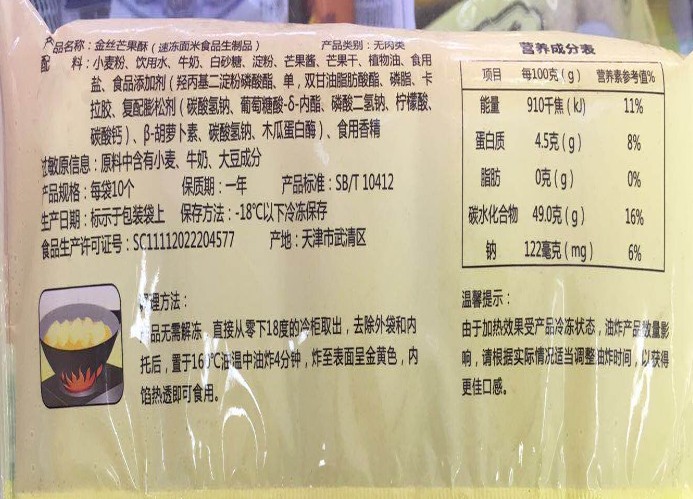 产品名称：金丝芒果酥（速冻面米食品生制品） 产品类别：无肉类
配 料：小麦粉、饮用水、牛奶、白砂糖、淀粉、芒果酱、芒果干、植物油、食用
盐、食品添加剂（羟丙基二淀粉磷酸酯、单，双甘油脂肪酸酯、磷脂、卡
拉胶、复配膨松剂（碳酸氢钠、葡萄糖酸-δ-内酯、磷酸二氢钠、柠檬酸、
碳酸钙）、β-胡萝卜素、碳酸氢钠、木瓜蛋白酶）、食用香精
过敏原信息：原料中含有小麦、牛奶、大豆成分
产品规格：每袋10个 保质期：一年 产品标准：SB/T 10412
生产日期：标示于包装袋上 保存方法：-18℃以下冷冻保存
食品生产许可证号：SC11112022204577 产地：天津市武清区
营养成分表
项目 每100克(g) 营养素参考值%
能量 910千焦(kJ) 11%
蛋白质 4.5克(g) 8%
脂肪 0克(g) 0%
碳水化合物 49.0克(g) 16%
钠 122毫克(mg) 6%
调理方法：
产品无需解冻，直接从零下18度的冷柜取出，去除外袋和内
托后，置于160℃油温中油炸4分钟，炸至表面呈金黄色，内
馅热透即可食用。
温馨提示：
由于加热效果受产品冷冻状态，油炸产品数量影
响，请根据实际情况适当调整油炸时间，以获得
更佳口感。